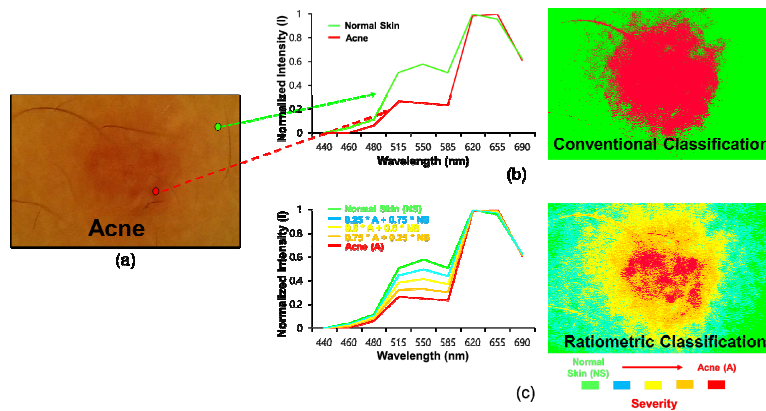 (a)
Acne
Normalized Intensity (I)
1
0.8
0.6
0.4
0.2
0
Normal Skin
Acne
440 460 480 515 550 585 620 655 690
Wavelength (nm)
(b)
Conventional Classification
Normalized Intensity (I)
1
0.8
0.6
0.4
0.2
0
Normal Skin (NS)
0.25 * A + 0.75 * NS
0.5 * A + 0.5 * NS
0.75 * A + 0.25 * NS
Acne (A)
440 460 480 515 550 585 620 655 690
Wavelength (nm)
(c)
Ratiometric Classification
Normal
Skin (NS)
Acne (A)
Severity